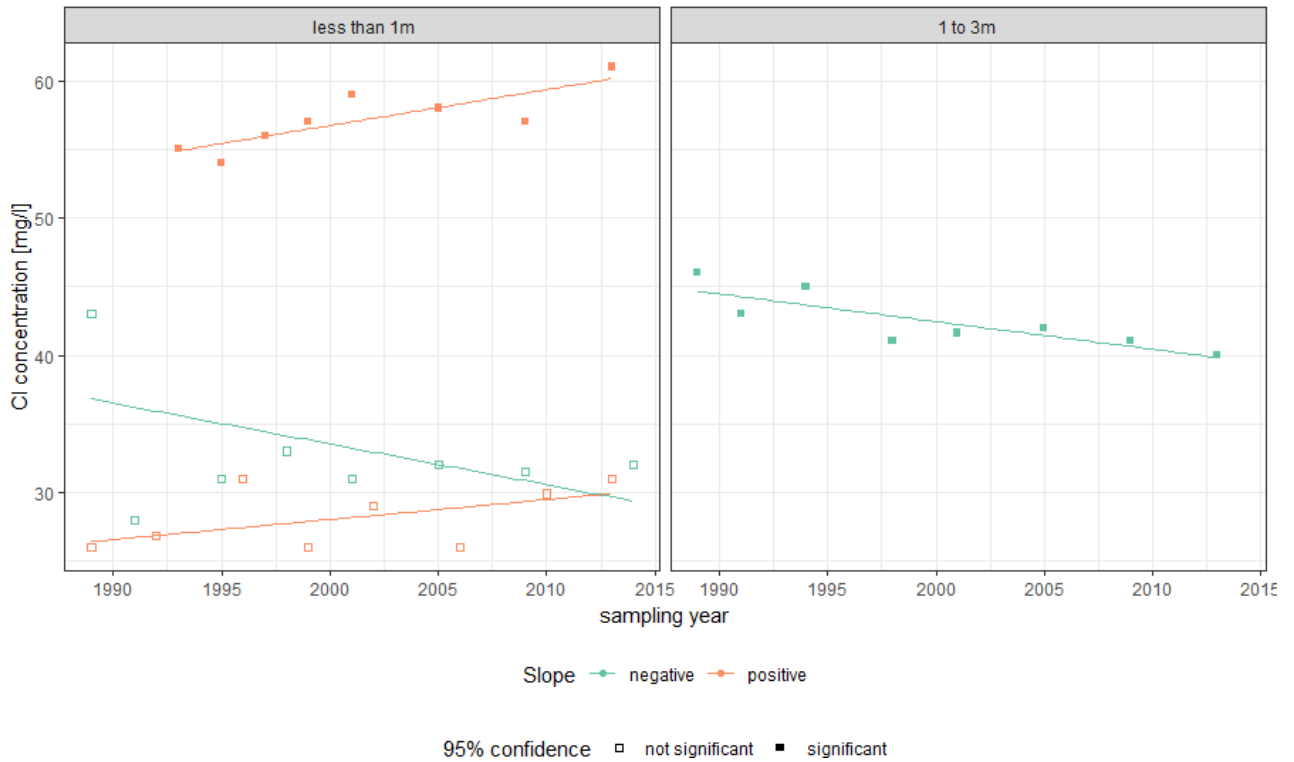 less than 1m
1 to 3m
Cl concentration [mg/l]
60
50
40
30
1990 1995 2000 2005 2010 2015
1990 1995 2000 2005 2010 2015
sampling year
Slope negative positive
95% confidence not significant significant